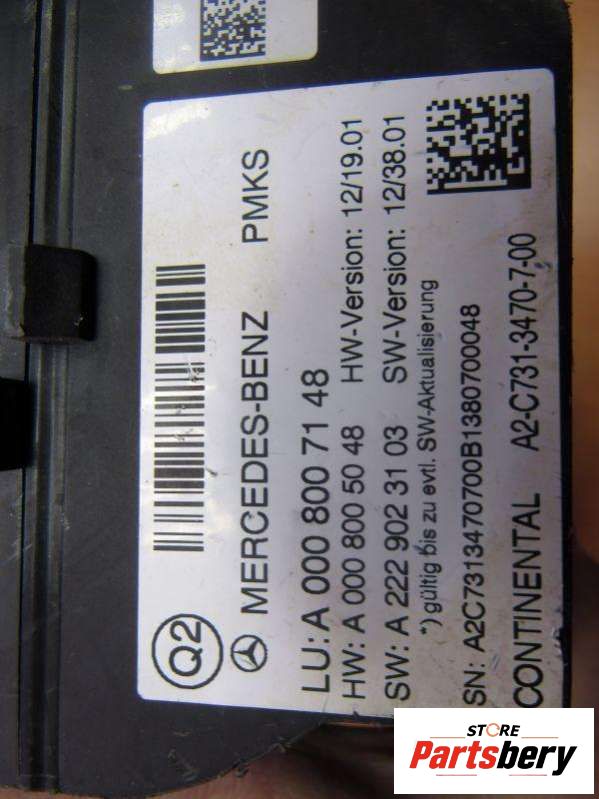 Q2
MERCEDES-BENZ PMKS
LU: A 000 800 71 48
HW: A 000 800 50 48 HW-Version: 12/19.01
SW: A 222 902 31 03 SW-Version: 12/38.01
*) gültig bis zu evtl. SW-Aktualisierung
SN: A2C7313470700B1380700048
CONTINENTAL A2-C731-3470-7-00
STORE
Partsbery